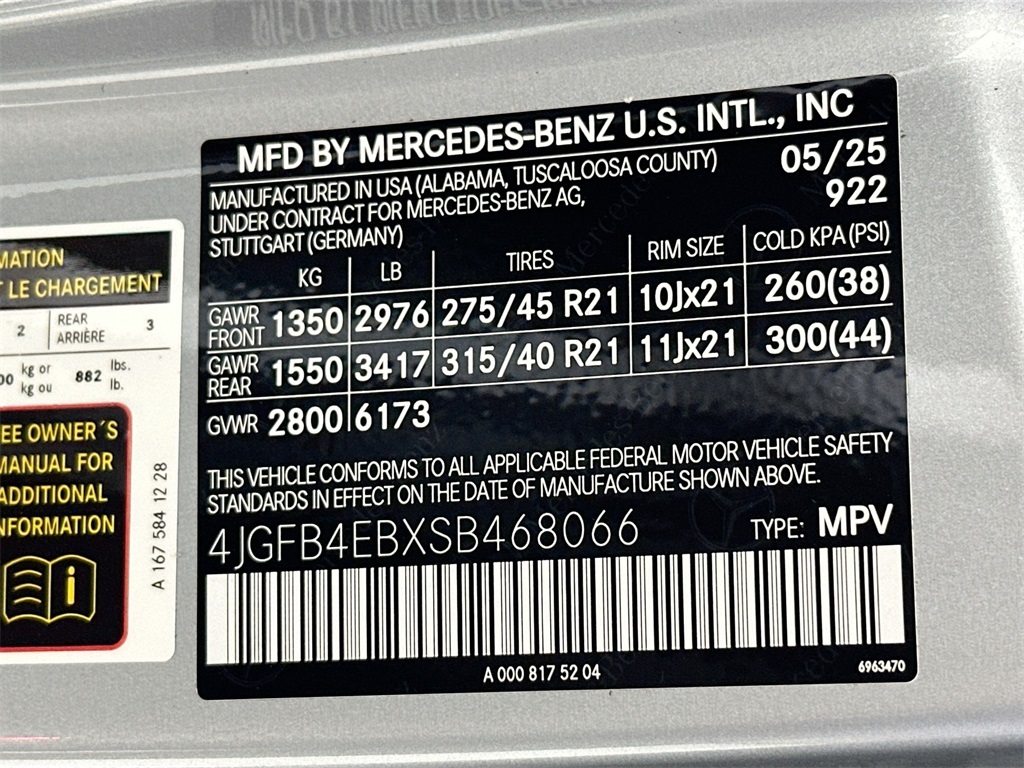 MFD BY MERCEDES-BENZ U.S. INTL., INC
MANUFACTURED IN USA (ALABAMA, TUSCALOOSA COUNTY) 05/25
UNDER CONTRACT FOR MERCEDES-BENZ AG, 922
STUTTGART (GERMANY)
KG LB TIRES RIM SIZE COLD KPA (PSI)
GAWR FRONT 1350 2976 275/45 R21 10Jx21 260(38)
GAWR REAR 1550 3417 315/40 R21 11Jx21 300(44)
GVWR 2800 6173
THIS VEHICLE CONFORMS TO ALL APPLICABLE FEDERAL MOTOR VEHICLE SAFETY
STANDARDS IN EFFECT ON THE DATE OF MANUFACTURE SHOWN ABOVE.
4JGFB4EBXSB468066 TYPE: MPV
A 000 817 52 04 6963470
MATION
T LE CHARGEMENT
2 REAR ARRIÈRE 3
00 kg or kg ou 882 lbs. lb.
EE OWNER´S
MANUAL FOR
ADDITIONAL
NFORMATION
A 167 584 12 28